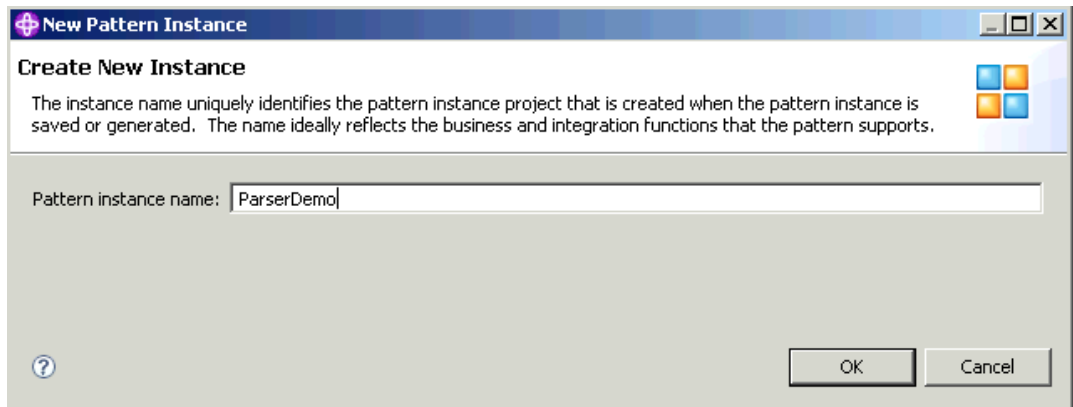 New Pattern Instance
Create New Instance
The instance name uniquely identifies the pattern instance project that is created when the pattern instance is
saved or generated. The name ideally reflects the business and integration functions that the pattern supports.
Pattern instance name: ParserDemo
?
OK Cancel